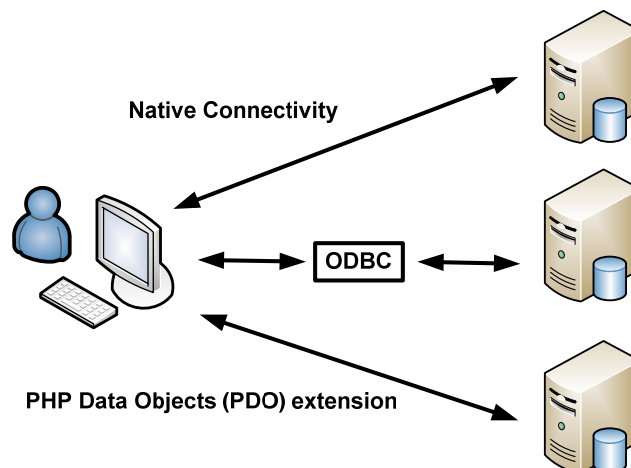 Native Connectivity
ODBC
PHP Data Objects (PDO) extension